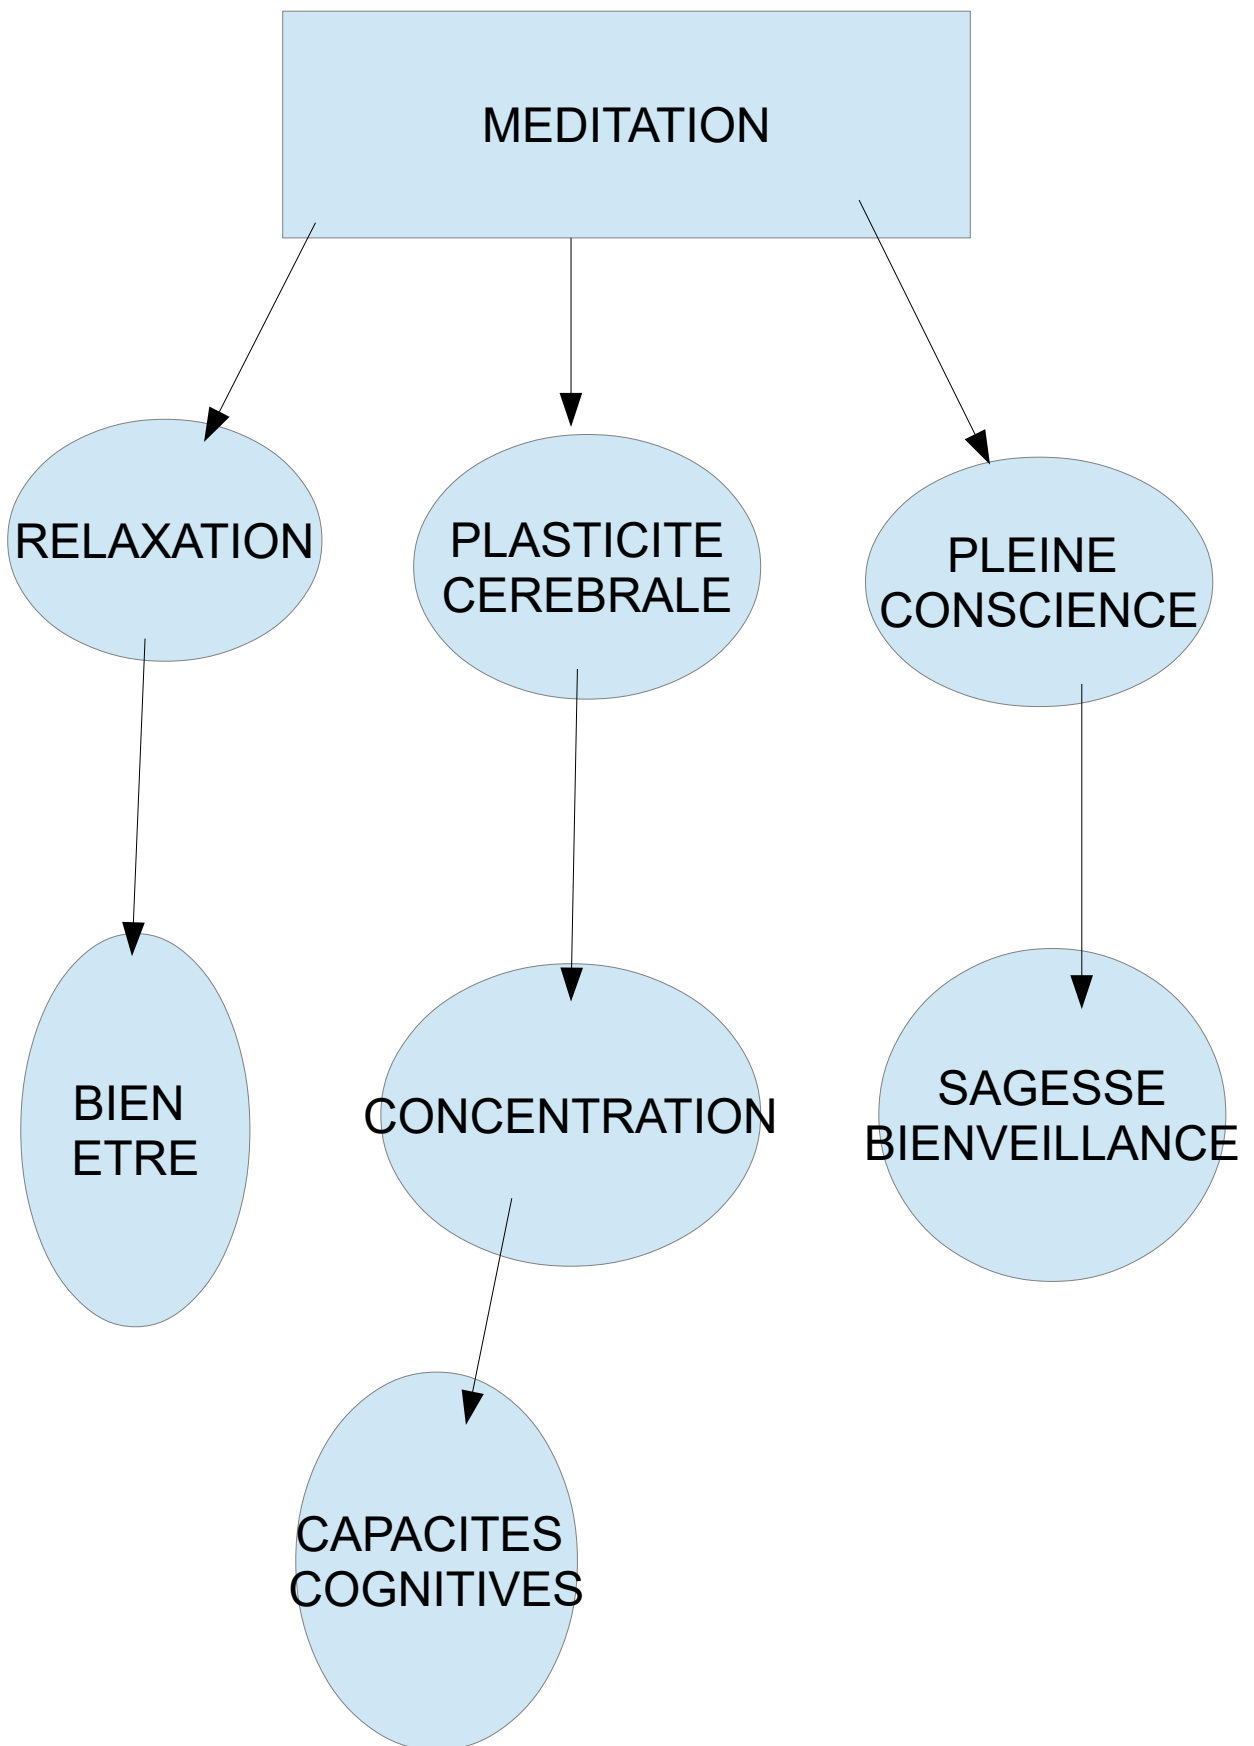 MEDITATION
RELAXATION
PLASTICITE
CEREBRALE
PLEINE
CONSCIENCE
BIEN
ETRE
CONCENTRATION
SAGESSE
BIENVEILLANCE
CAPACITES
COGNITIVES